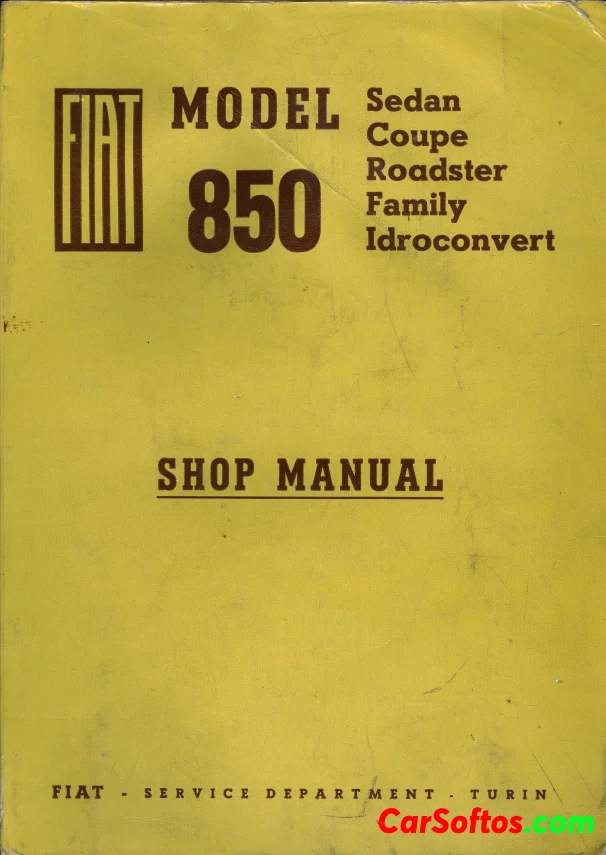 FIAT
MODEL
850
Sedan
Coupe
Roadster
Family
Idroconvert
SHOP MANUAL
FIAT - SERVICE DEPARTMENT - TURIN
CarSoftos.com